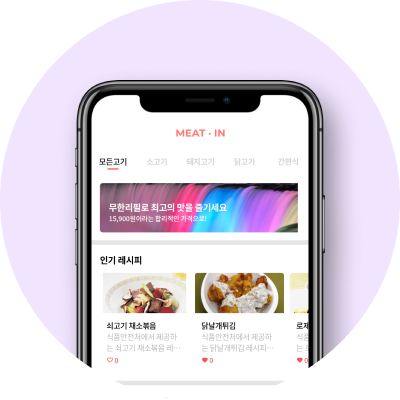 MEAT · IN
모든고기 소고기 돼지고기 닭고기 간편식
무한리필로 최고의 맛을 즐기세요
15,900원이라는 합리적인 가격으로!
인기 레시피
쇠고기 채소볶음 닭날개튀김 로제
식품안전처에서 제공하 식품안전처에서 제공하 식품
는 쇠고기 채소볶음 레… 는 닭날개튀김 레시피…
0 0 0